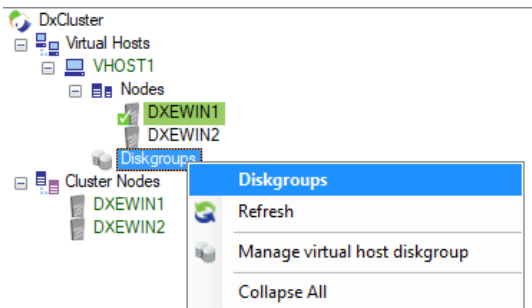 DxCluster
Virtual Hosts
VHOST1
Nodes
DXEWIN1
DXEWIN2
Diskgroups
Cluster Nodes
DXEWIN1
DXEWIN2
Diskgroups
Refresh
Manage virtual host diskgroup
Collapse All